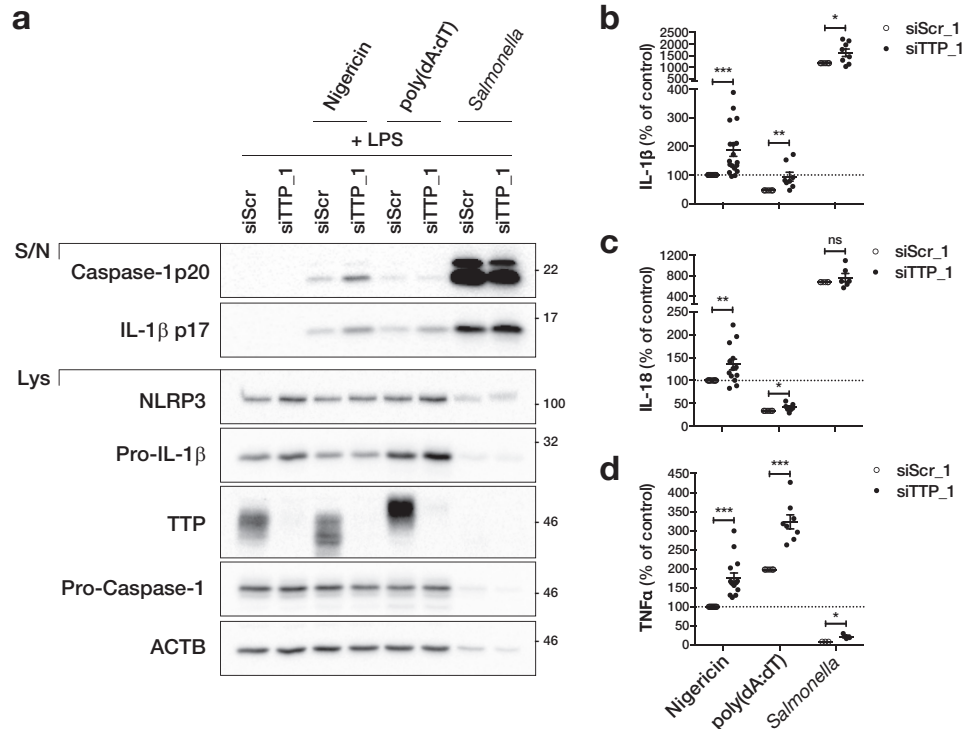 a
Nigericin
poly(dA:dT)
Salmonella
+ LPS
siScr
siTTP_1
siScr
siTTP_1
siScr
siTTP_1
siScr
siTTP_1
S/N
Caspase-1p20
22
IL-1β p17
17
Lys
NLRP3
100
Pro-IL-1β
32
TTP
46
Pro-Caspase-1
46
ACTB
46
b
siScr_1
siTTP_1
IL-1β (% of control)
2500
2000
1500
1000
500
400
300
200
100
0
***
**
*
c
siScr_1
siTTP_1
IL-18 (% of control)
1200
800
400
250
200
150
100
50
0
**
*
ns
d
siScr_1
siTTP_1
TNFα (% of control)
450
400
350
300
250
200
150
100
50
0
***
***
*
Nigericin
poly(dA:dT)
Salmonella